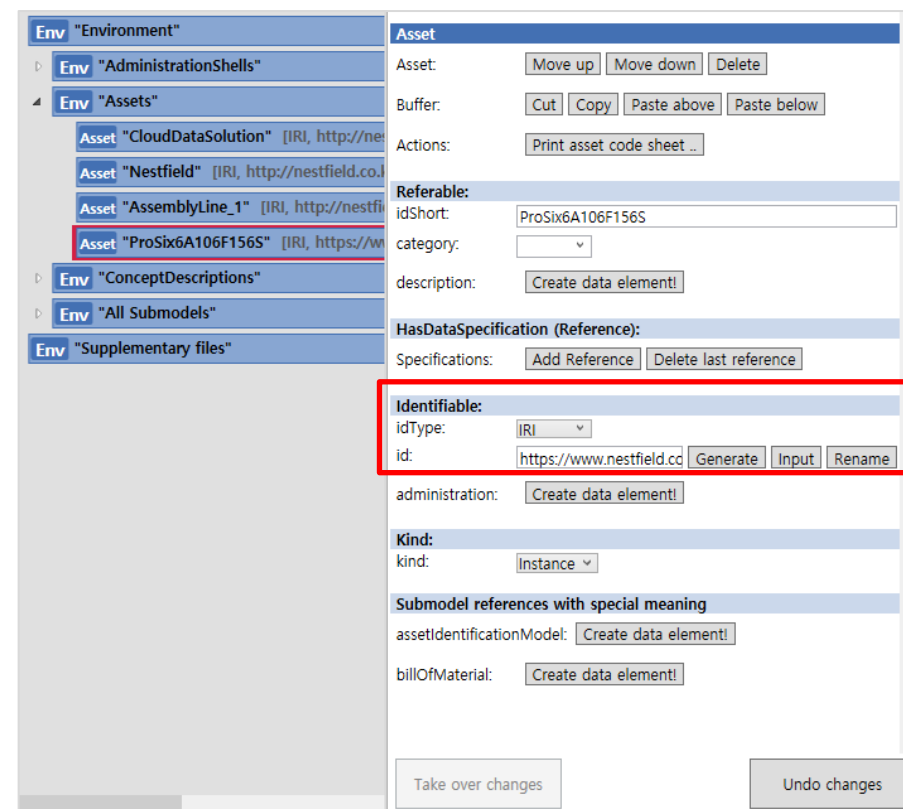 Env "Environment"
Env "AdministrationShells"
Env "Assets"
Asset "CloudDataSolution" [IRI, http://nes
Asset "Nestfield" [IRI, http://nestfield.co.k
Asset "AssemblyLine_1" [IRI, http://nestfi
Asset "ProSix6A106F156S" [IRI, https://w
Env "ConceptDescriptions"
Env "All Submodels"
Env "Supplementary files"
Asset
Asset: Move up Move down Delete
Buffer: Cut Copy Paste above Paste below
Actions: Print asset code sheet ..
Referable:
idShort: ProSix6A106F156S
category:
description: Create data element!
HasDataSpecification (Reference):
Specifications: Add Reference Delete last reference
Identifiable:
idType: IRI
id: https://www.nestfield.co Generate Input Rename
administration: Create data element!
Kind:
kind: Instance
Submodel references with special meaning
assetIdentificationModel: Create data element!
billOfMaterial: Create data element!
Take over changes Undo changes